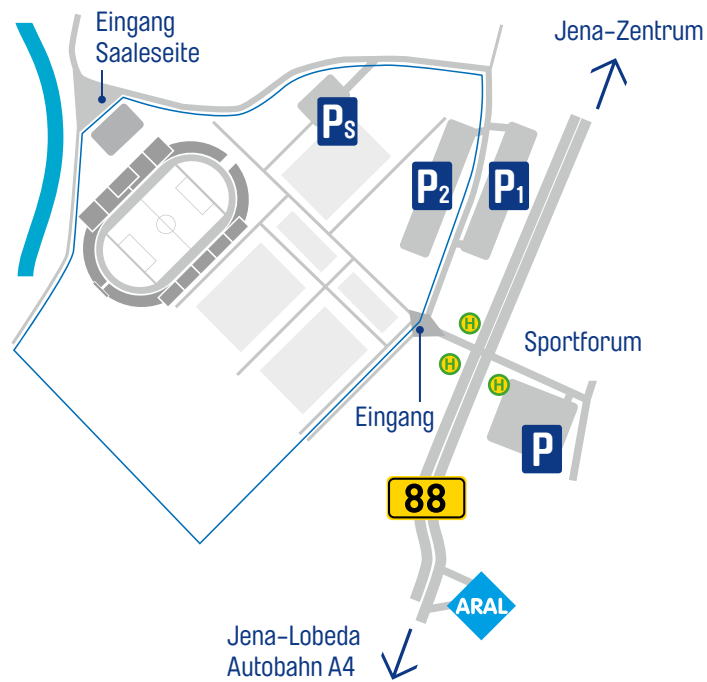 Eingang
Saaleseite
Jena-Zentrum
PS
P2
P1
H
Sportforum
H
H
Eingang
P
88
ARAL
Jena-Lobeda
Autobahn A4